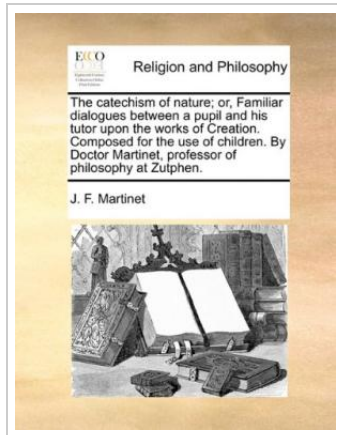 ECCO
Religion and Philosophy
The catechism of nature; or, Familiar
dialogues between a pupil and his
tutor upon the works of Creation.
Composed for the use of children. By
Doctor Martinet, professor of
philosophy at Zutphen.
J. F. Martinet